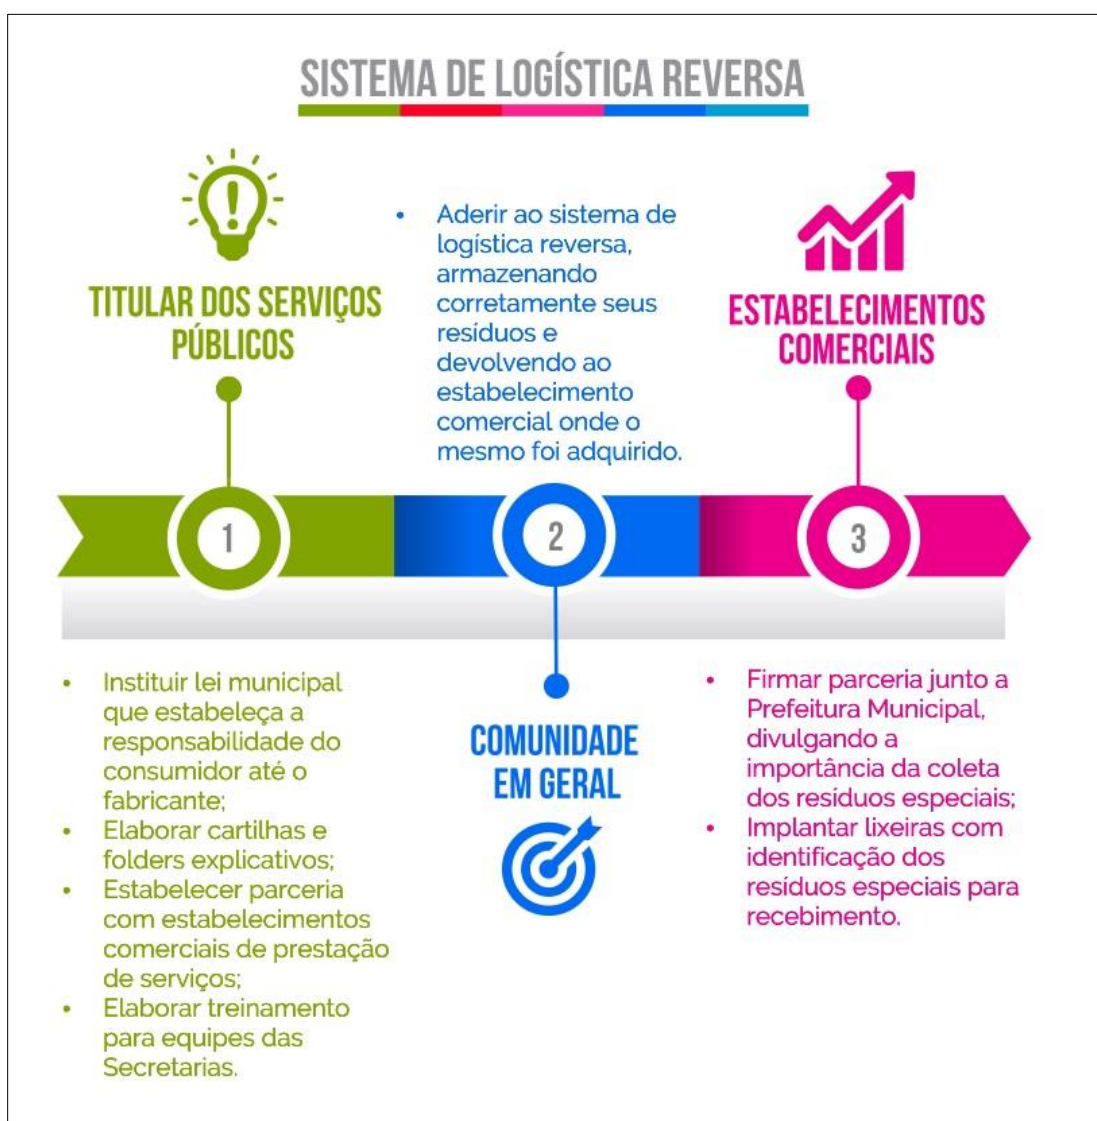 SISTEMA DE LOGÍSTICA REVERSA
TITULAR DOS SERVIÇOS
PÚBLICOS
1
• Instituir lei municipal
que estabeleça a
responsabilidade do
consumidor até o
fabricante;
• Elaborar cartilhas e
folders explicativos;
• Estabelecer parceria
com estabelecimentos
comerciais de prestação
de serviços;
• Elaborar treinamento
para equipes das
Secretarias.
• Aderir ao sistema de
logística reversa,
armazenando
corretamente seus
resíduos e
devolvendo ao
estabelecimento
comercial onde o
mesmo foi adquirido.
2
COMUNIDADE
EM GERAL
ESTABELECIMENTOS
COMERCIAIS
3
• Firmar parceria junto a
Prefeitura Municipal,
divulgando a
importância da coleta
dos resíduos especiais;
• Implantar lixeiras com
identificação dos
resíduos especiais para
recebimento.